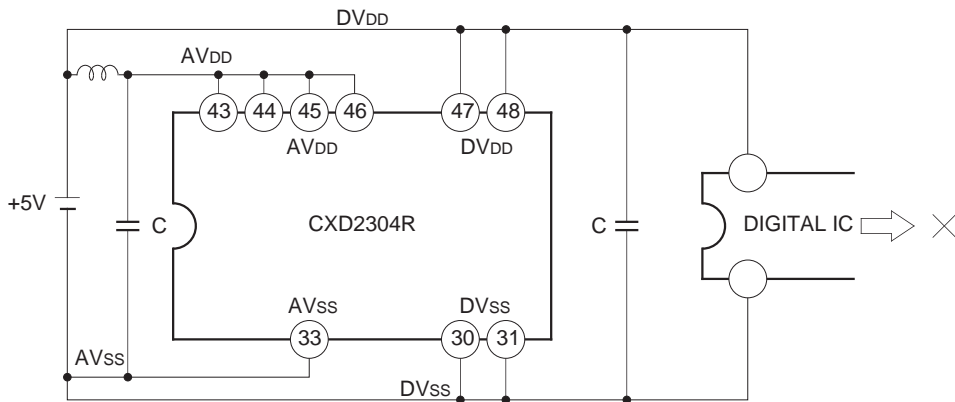 DVDD
AVDD
43 44 45 46 47 48
AVDD DVDD
+5V C CXD2304R C DIGITAL IC
AVSS DVSS
33 30 31
AVSS
DVSS